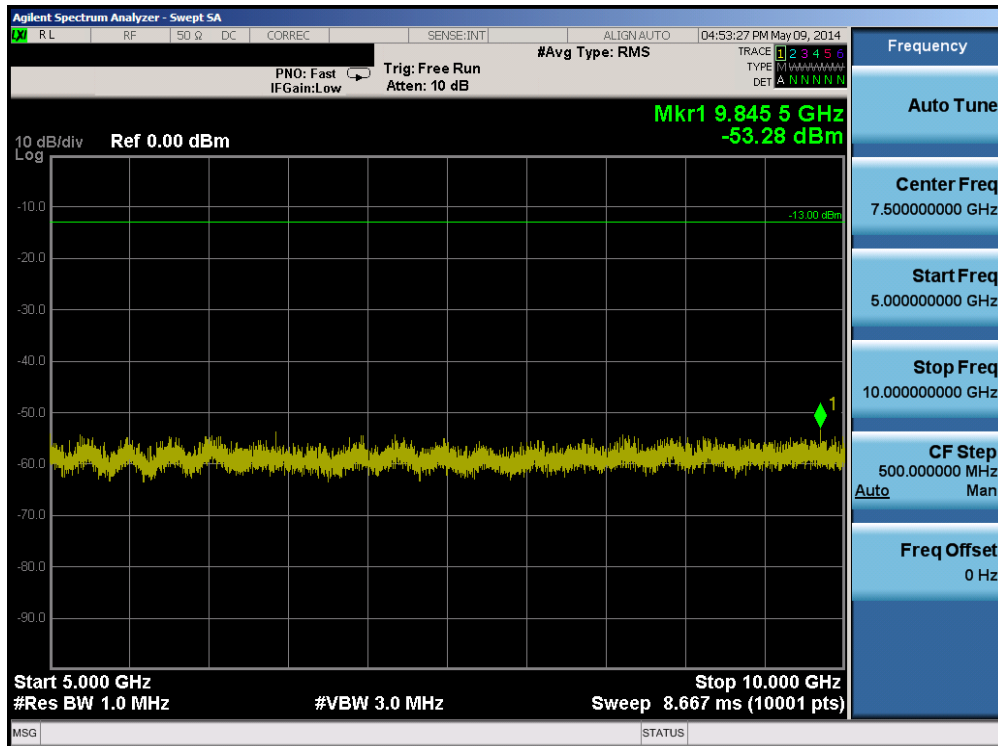 Agilent Spectrum Analyzer - Swept SA
LXI RL RF 50 Ω DC CORREC SENSE:INT ALIGN AUTO 04:53:27 PM May 09, 2014
#Avg Type: RMS
TRACE 1 2 3 4 5 6
PNO: Fast Trig: Free Run
TYPE M WWWWW
IFGain:Low Atten: 10 dB
DET A N N N N N
Mkr1 9.845 5 GHz
-53.28 dBm
10 dB/div Ref 0.00 dBm
Log
-10.0
-13.00 dBm
-20.0
-30.0
-40.0
1
-50.0
-60.0
-70.0
-80.0
-90.0
Start 5.000 GHz Stop 10.000 GHz
#Res BW 1.0 MHz #VBW 3.0 MHz Sweep 8.667 ms (10001 pts)
MSG STATUS
Frequency
Auto Tune
Center Freq
7.500000000 GHz
Start Freq
5.000000000 GHz
Stop Freq
10.000000000 GHz
CF Step
500.000000 MHz
Auto Man
Freq Offset
0 Hz